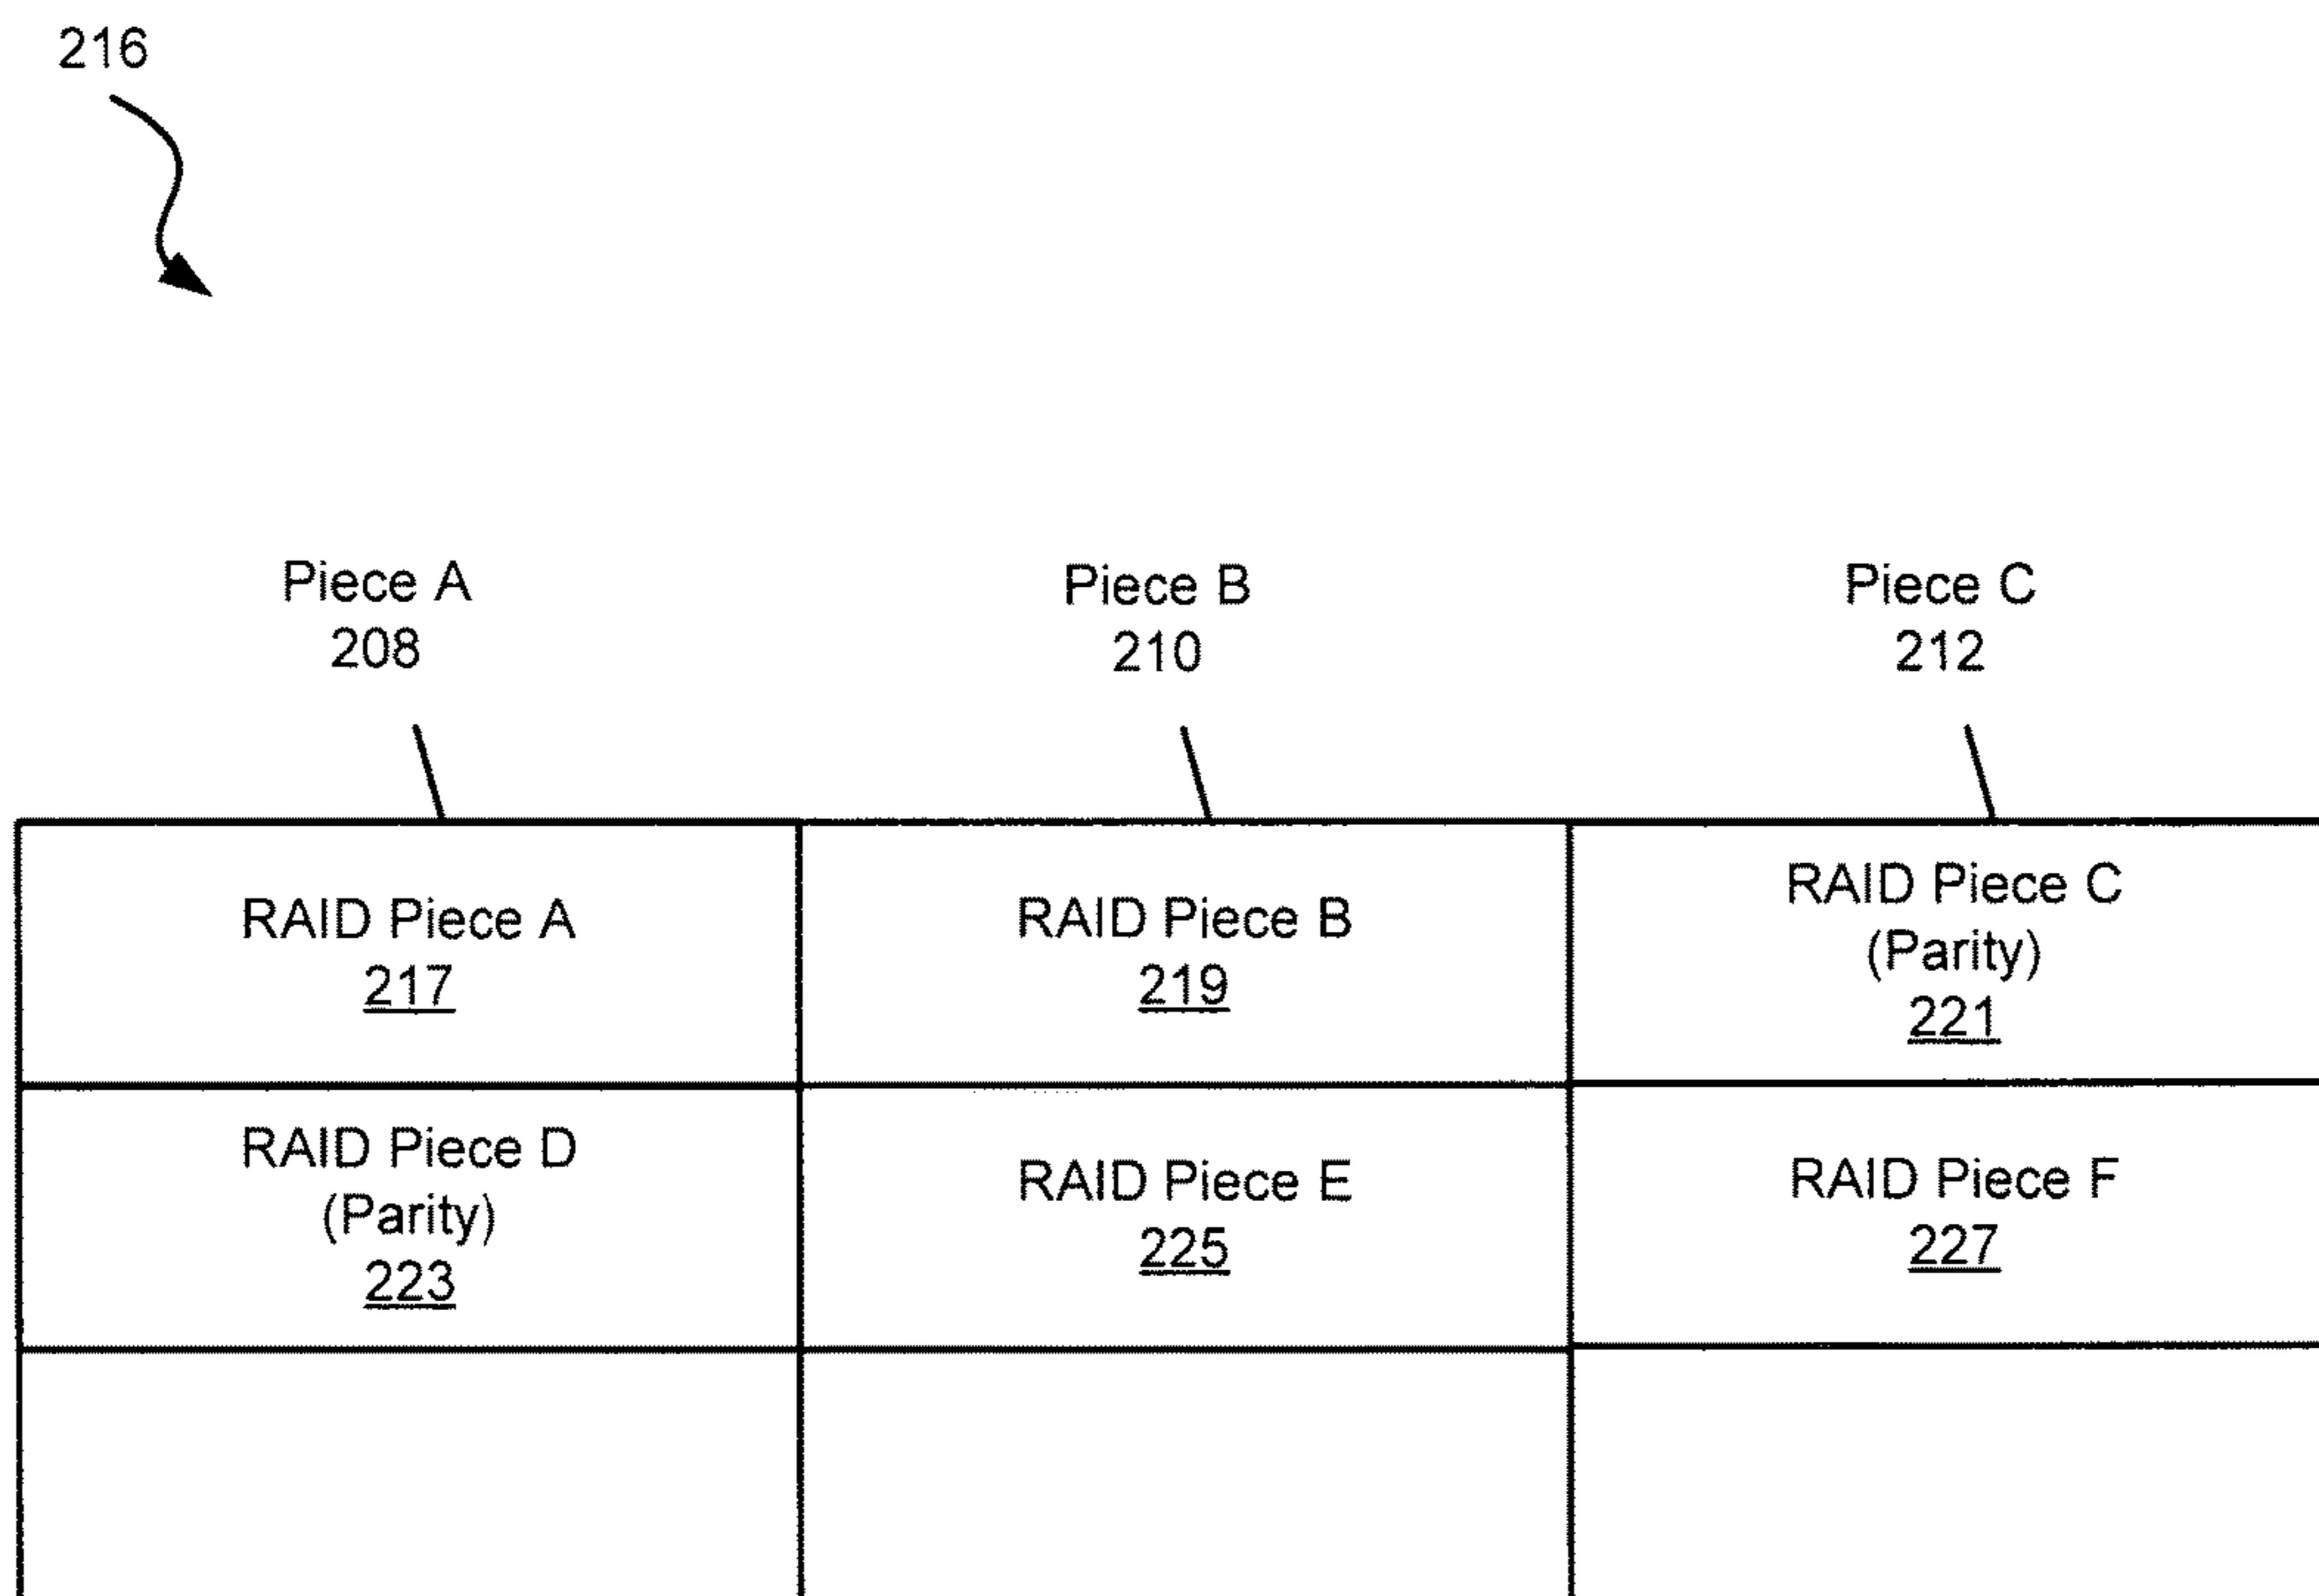 216
Piece A
208
Piece B
210
Piece C
212
RAID Piece A
217
RAID Piece B
219
RAID Piece C
(Parity)
221
RAID Piece D
(Parity)
223
RAID Piece E
225
RAID Piece F
227